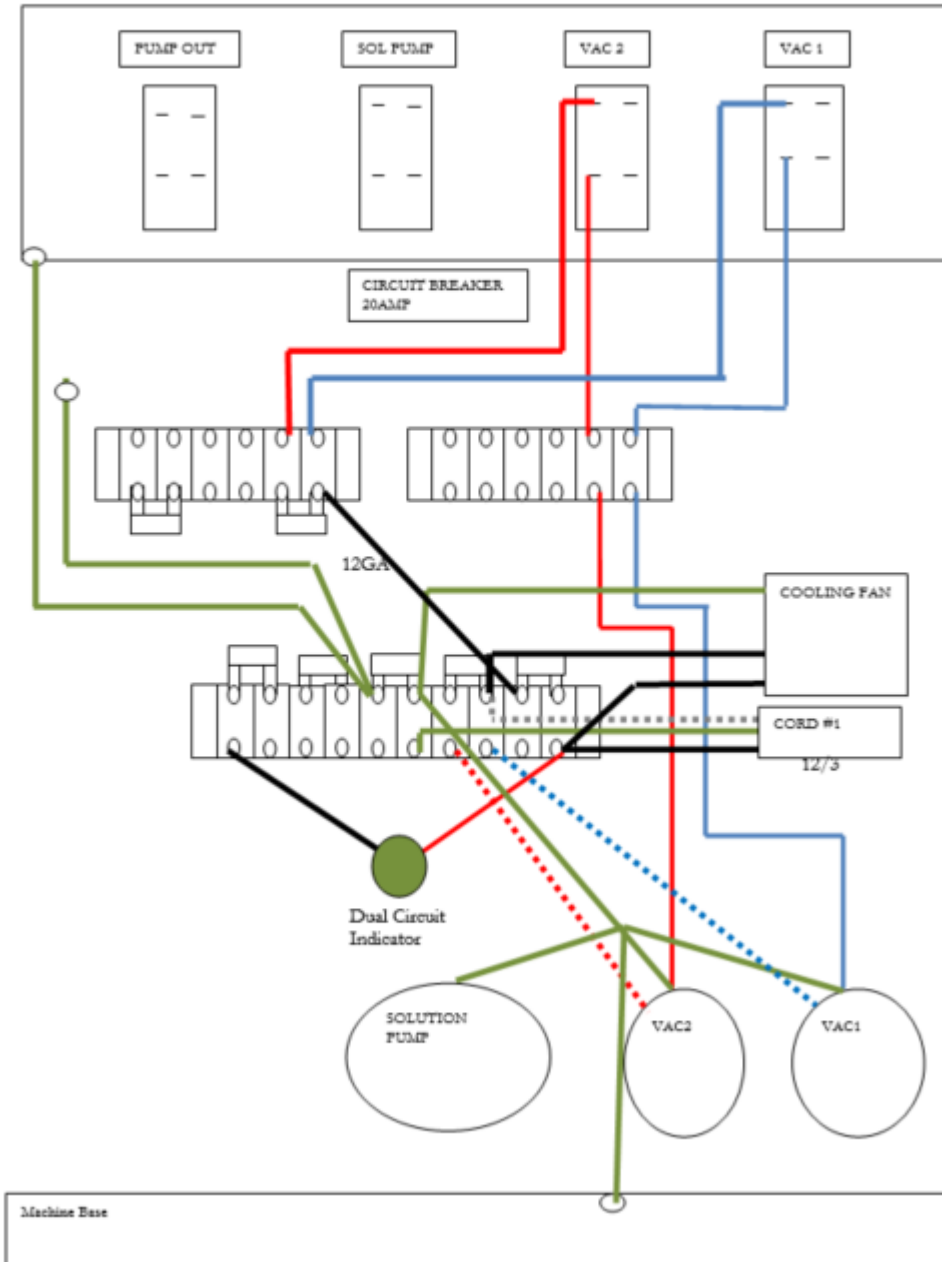 PUMP OUT
SOL PUMP
VAC 2
VAC 1
CIRCUIT BREAKER
20AMP
12GA
COOLING FAN
CORD #1
12/3
Dual Circuit
Indicator
SOLUTION
PUMP
VAC2
VAC1
Machine Base